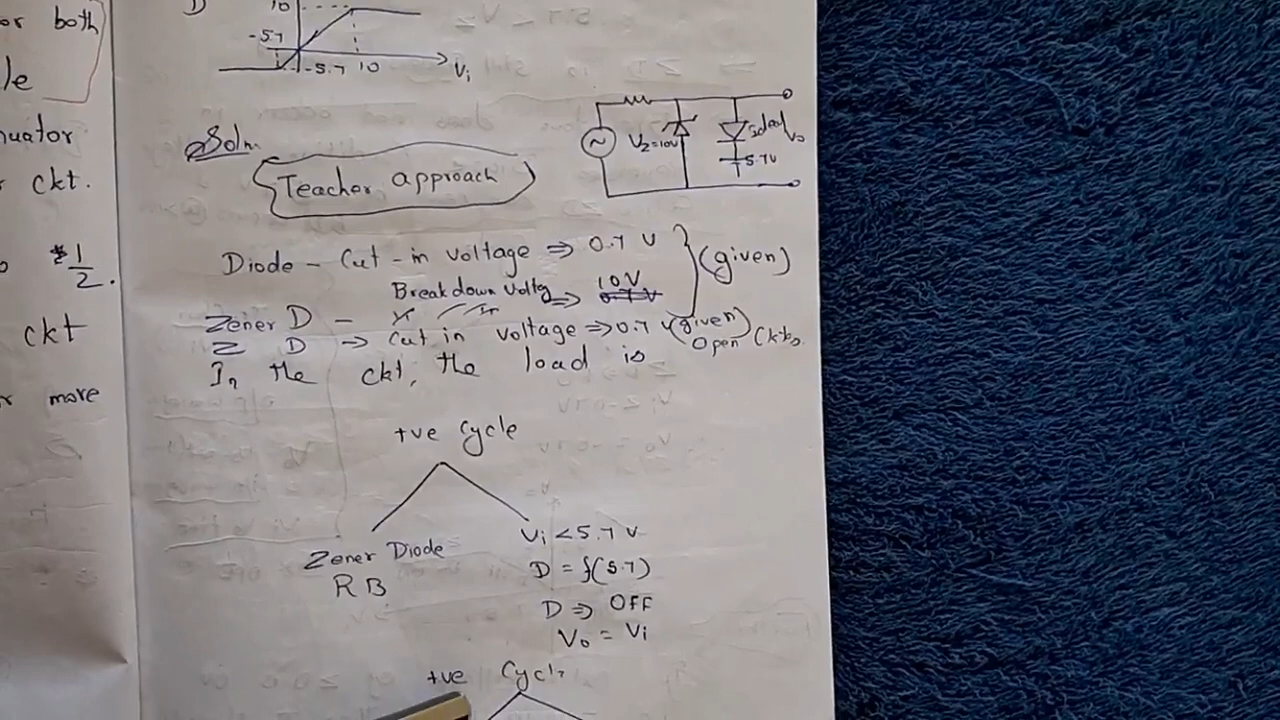 or both
le
nuator
ckt.
*1/2.
ckt
r more
D
10
-5.7
-5.7 10 Vi
Soln.
Teacher approach
Vz=10V
Ideal
Vo
5.7V
Diode - Cut-in voltage ⇒ 0.7 V
(given)
Breakdown Voltg ⇒ 10V
Zener D -
Z D → Cut in voltage ⇒ 0.7 V (given)
In the ckt, the load is Open Ckt.
+ve Cycle
Zener Diode
RB
Vi < 5.7 V
D = f(5.7)
D ⇒ OFF
Vo = Vi
+ve Cycle